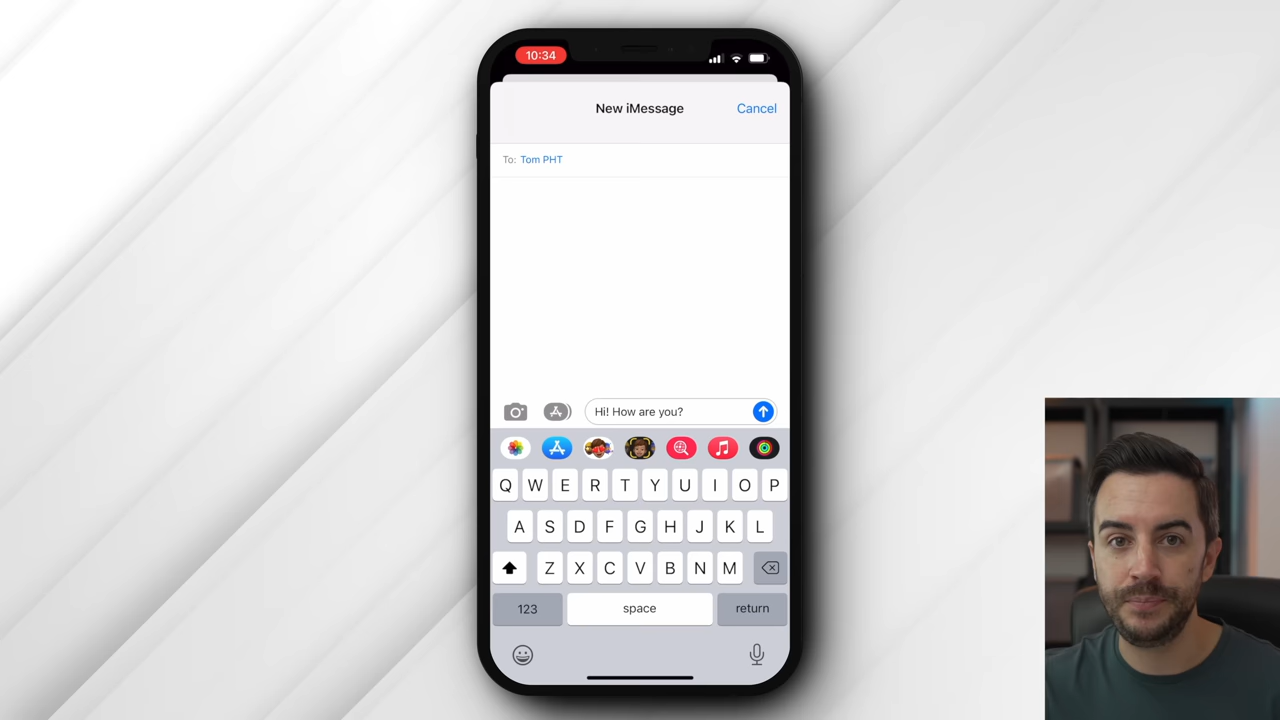 10:34
New iMessage
Cancel
To: Tom PHT
Hi! How are you?
Q W E R T Y U I O P
A S D F G H J K L
Z X C V B N M
123
space
return